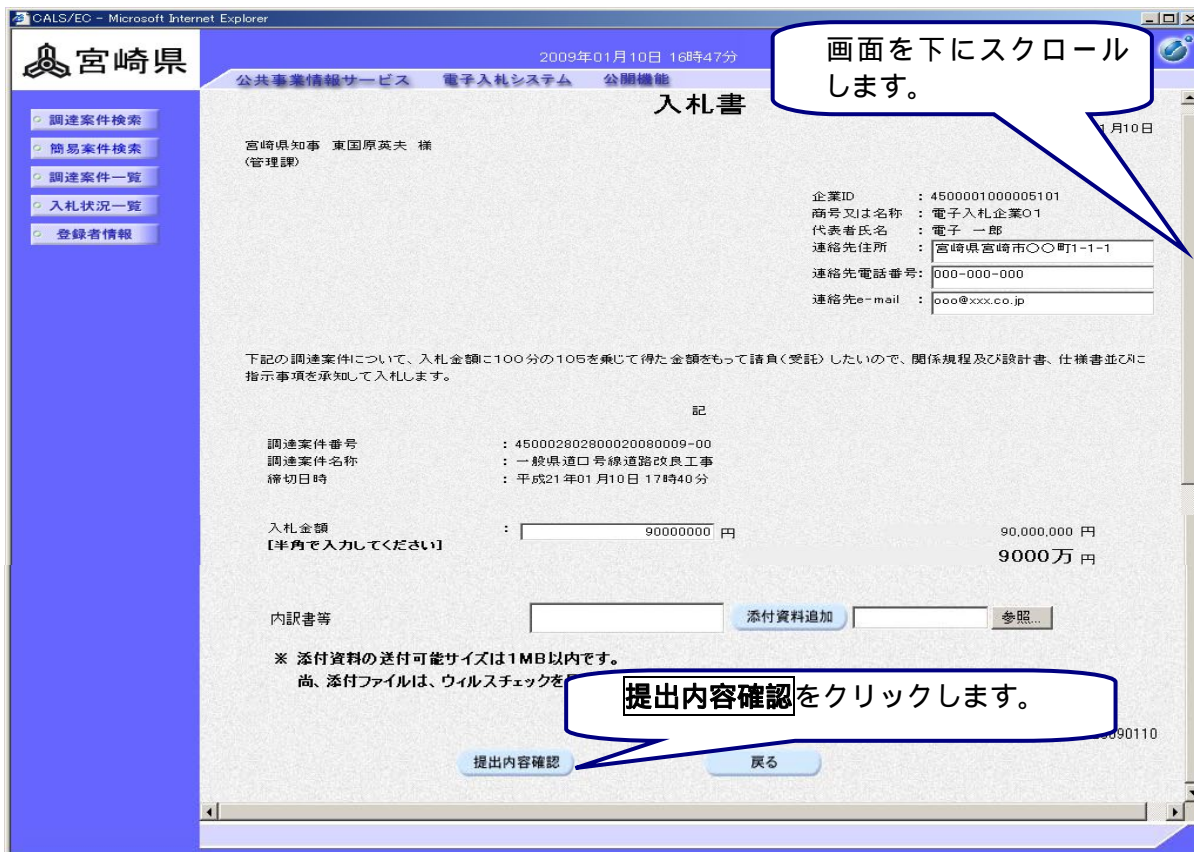 CALS/EC - Microsoft Internet Explorer
宮崎県
2009年01月10日 16時47分
公共事業情報サービス 電子入札システム 公開機能
画面を下にスクロール
します。
調達案件検索
簡易案件検索
調達案件一覧
入札状況一覧
登録者情報
入札書
月10日
宮崎県知事 東国原英夫 様
(管理課)
企業ID : 4500001000005101
商号又は名称 : 電子入札企業01
代表者氏名 : 電子 一郎
連絡先住所 : 宮崎県宮崎市○○町1-1-1
連絡先電話番号: 000-000-000
連絡先e-mail : ooo@xxx.co.jp
下記の調達案件について、入札金額に100分の105を乗じて得た金額をもって請負(受託)したいので、関係規程及び設計書、仕様書並びに
指示事項を承知して入札します。
記
調達案件番号 : 450002802800020080009-00
調達案件名称 : 一般県道口号線道路改良工事
締切日時 : 平成21年01月10日 17時40分
入札金額 : 90000000 円 90,000,000 円
[半角で入力してください] 9000万 円
内訳書等 添付資料追加 参照...
※ 添付資料の送付可能サイズは1MB以内です。
尚、添付ファイルは、ウィルスチェックを
提出内容確認をクリックします。
90110
提出内容確認 戻る